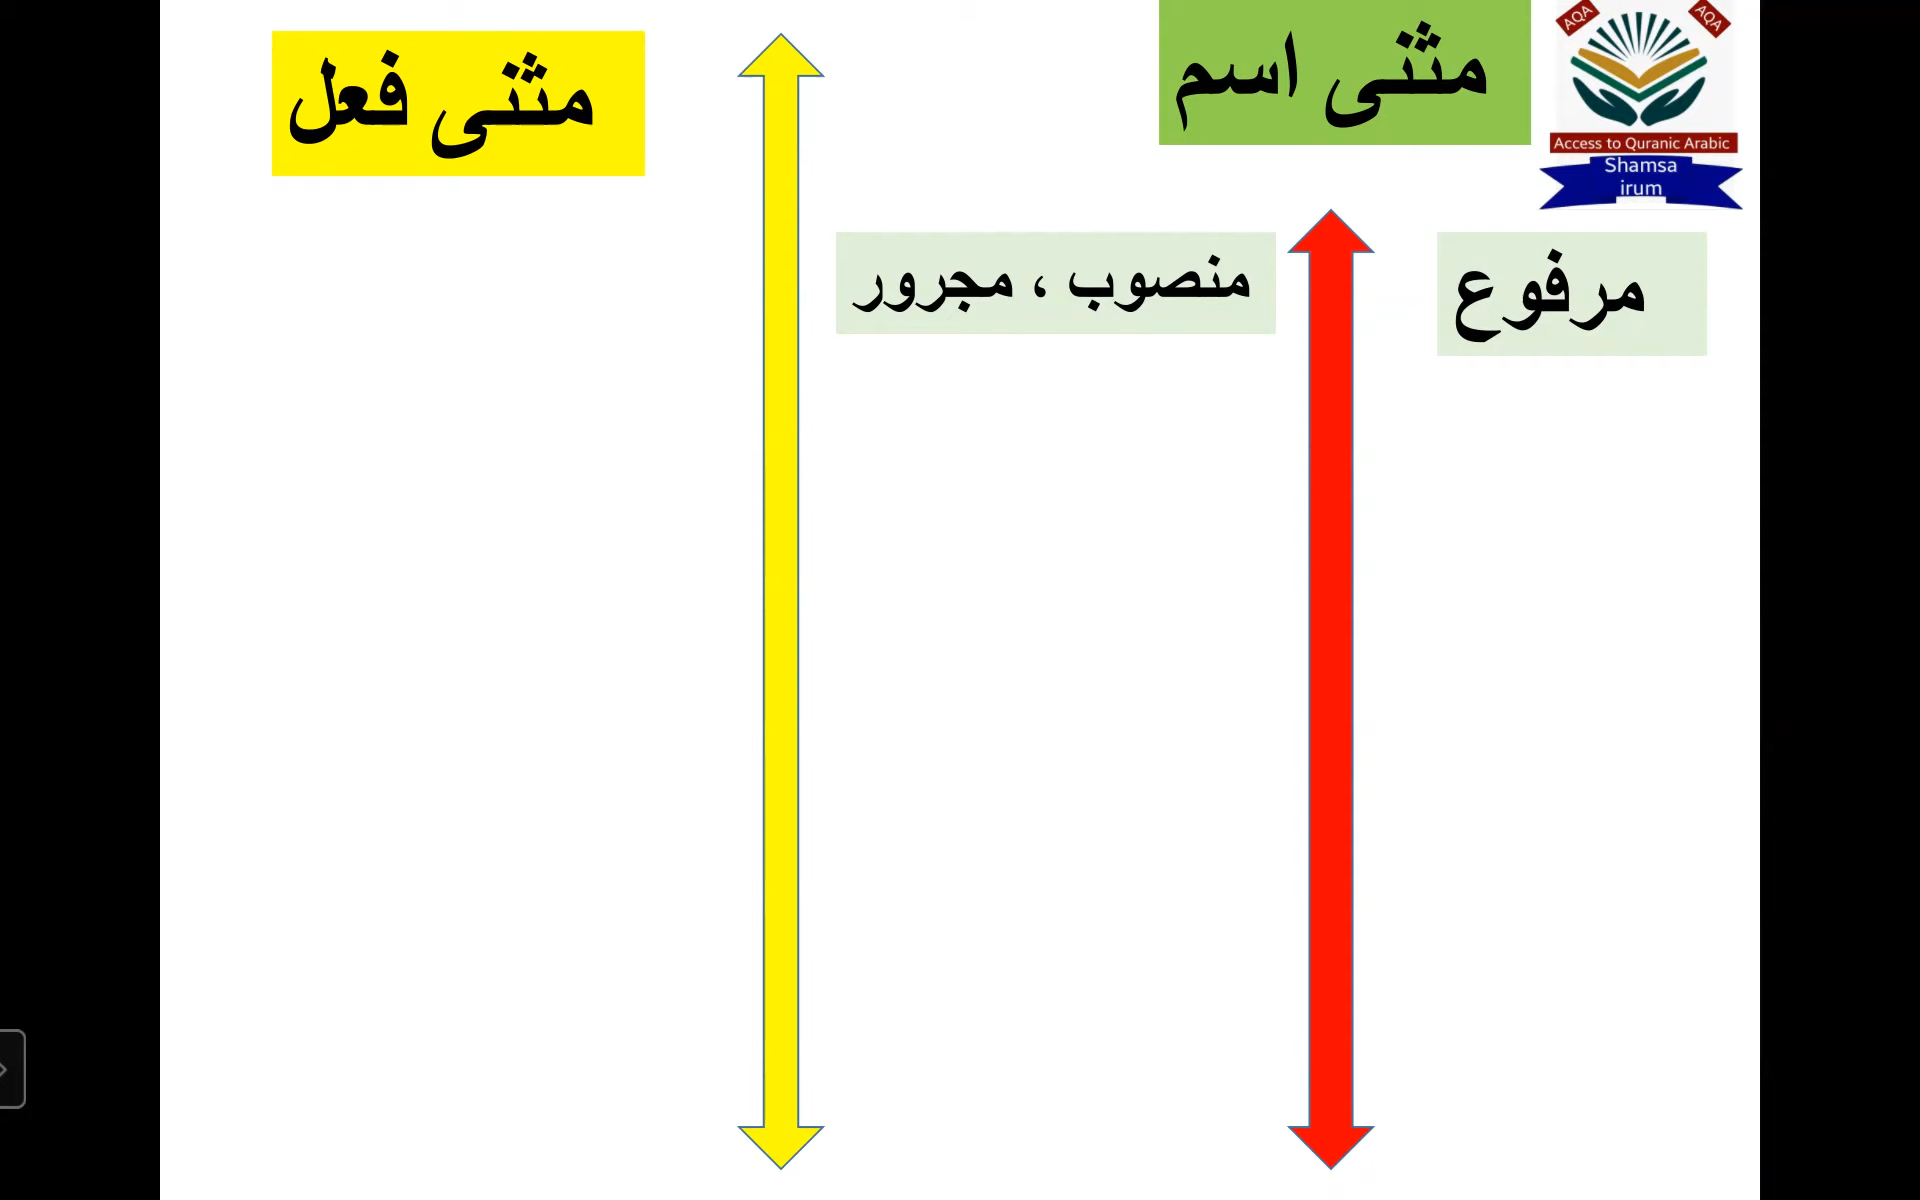 مثنى اسم
مثنى فعل
AQA
AQA
Access to Quranic Arabic
Shamsa
irum
مرفوع
منصوب ، مجرور